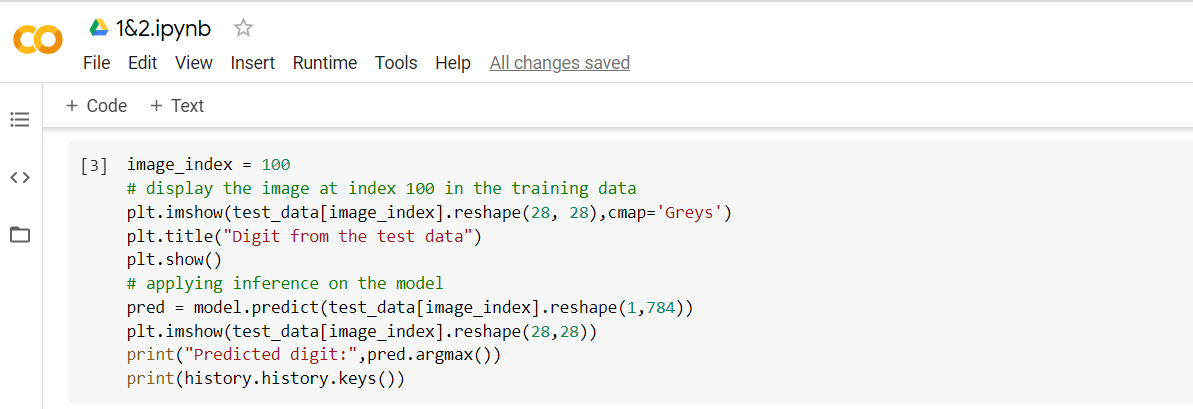 1&2.ipynb
File Edit View Insert Runtime Tools Help All changes saved
+ Code + Text
[3] image_index = 100
# display the image at index 100 in the training data
plt.imshow(test_data[image_index].reshape(28, 28),cmap='Greys')
plt.title("Digit from the test data")
plt.show()
# applying inference on the model
pred = model.predict(test_data[image_index].reshape(1,784))
plt.imshow(test_data[image_index].reshape(28,28))
print("Predicted digit:",pred.argmax())
print(history.history.keys())